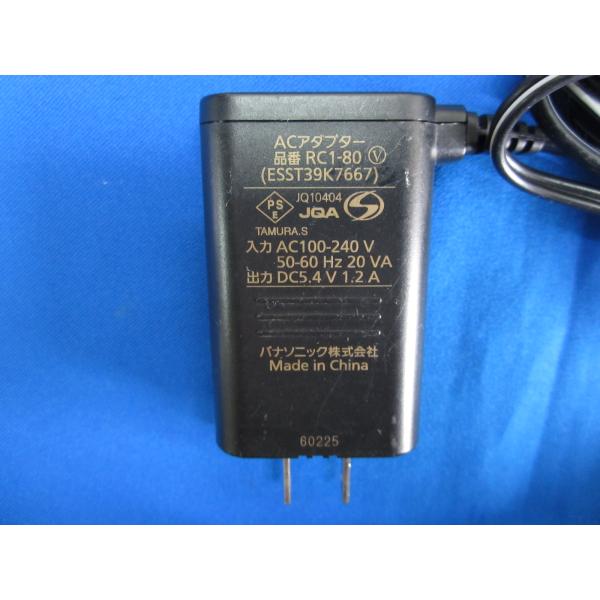 ACアダプター
品番 RC1-80 Ⓥ
(ESST39K7667)
PS
E
JQ10404
JQA
S
TAMURA.S
入力 AC100-240 V
50-60 Hz 20 VA
出力 DC5.4 V 1.2 A
パナソニック株式会社
Made in China
60225